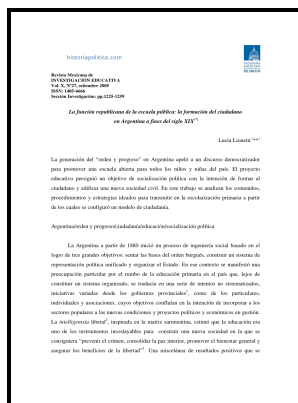 historiapolitica.com
Revista Mexicana de
INVESTIGACIÓN EDUCATIVA
Vol. X, Nº27, setiembre 2005
ISSN: 1405-6666
Sección Investigación: pp.1225-1259
La función republicana de la escuela pública: la formación del ciudadano
en Argentina a fines del siglo XIX
Lucía Lionetti
La generación del "orden y progreso" en Argentina apeló a un discurso democratizador
para promover una escuela abierta para todos los niños y niñas del país. El proyecto
educativo persiguió un objetivo de socialización política con la intención de formar al
ciudadano y edificar una nueva sociedad civil. En este trabajo se analizan los contenidos,
procedimientos y estrategias ideados para transmitir en la escolarización primaria a partir
de los cuales se configuró un modelo de ciudadanía.
Argentina/orden y progreso/ciudadanía/educación/socialización política
La Argentina a partir de 1880 inició un proceso de ingeniería social basado en el
logro de tres grandes objetivos: sentar las bases del orden burgués, construir un sistema de
representación política unificado y organizar el Estado. En ese contexto se manifestó una
preocupación particular por el rumbo de la educación primaria en el país que, lejos de
constituir un sistema organizado, se traducía en una serie de intentos no sistematizados,
iniciativas variadas desde los gobiernos provinciales, como de los particulares,
individuales y asociaciones, cuyos objetivos confluían en la intención de incorporar a los
sectores populares a las nuevas condiciones y proyectos políticos y económicos en gestión.
La intelligentsia liberal, inspirada en la matriz sarmientina, estimó que la educación era
uno de los instrumentos insoslayables para construir una nueva sociedad en la que se
consiguiera "prevenir el crimen, consolidar la paz interior, promover el bienestar general y
asegurar los beneficios de la libertad". Una miscelánea de resultados positivos que se